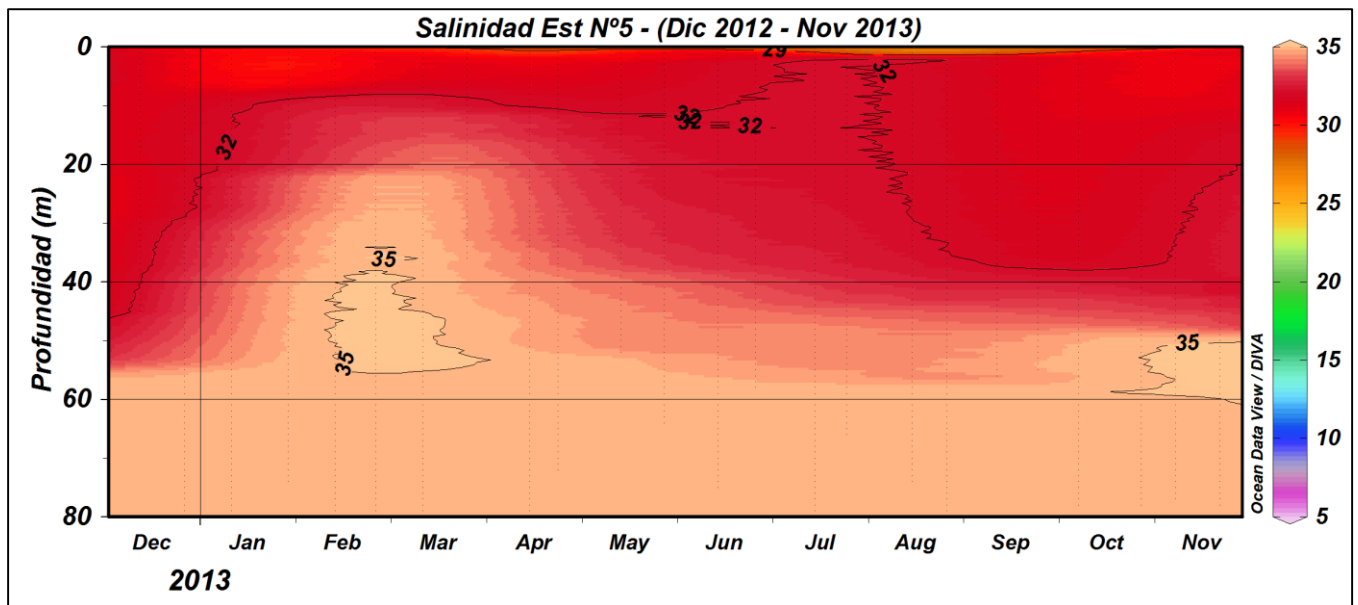 Salinidad Est Nº5 - (Dic 2012 - Nov 2013)
0
20
40
60
80
Profundidad (m)
29
32
32
32
32
32
35
35
35
Dec
Jan
Feb
Mar
Apr
May
Jun
Jul
Aug
Sep
Oct
Nov
2013
Ocean Data View / DIVA
35
30
25
20
15
10
5